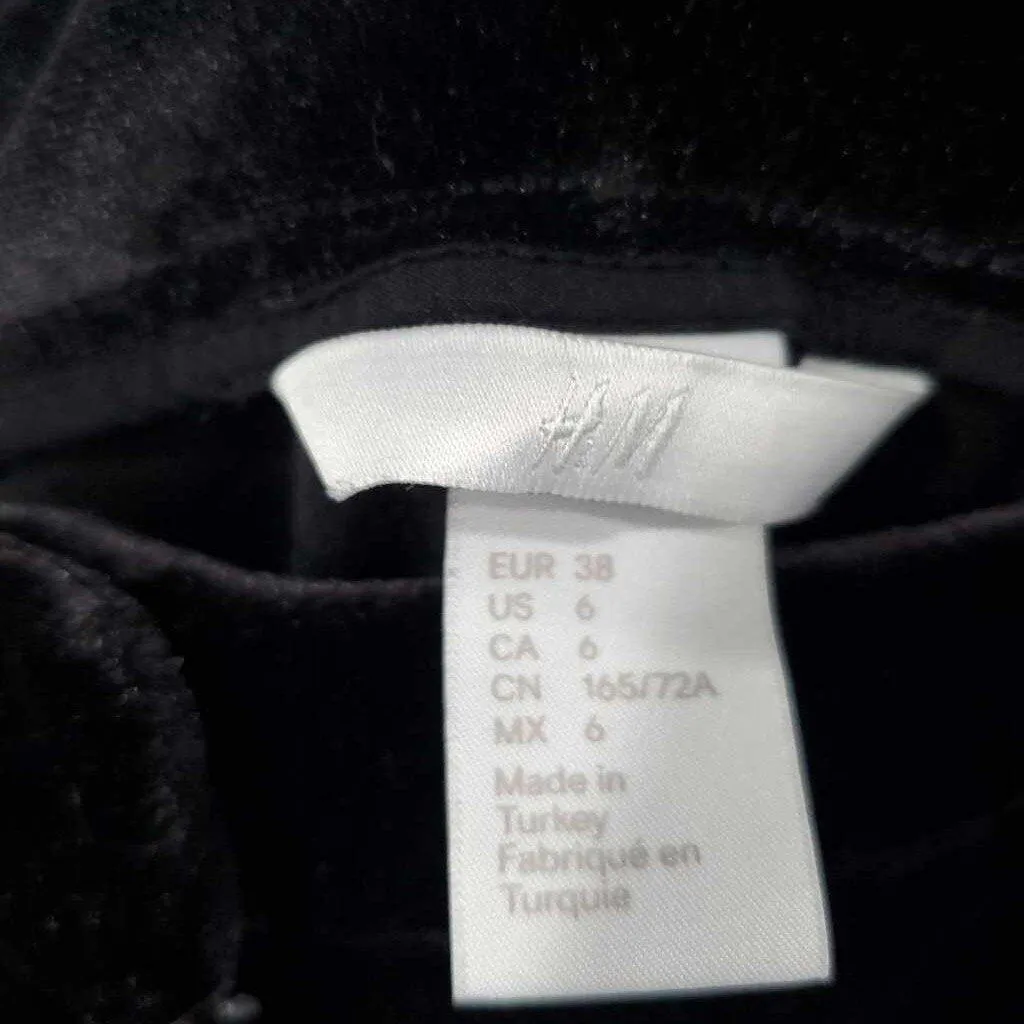 H&M
EUR 38
US 6
CA 6
CN 165/72A
MX 6
Made in
Turkey
Fabriqué en
Turquie